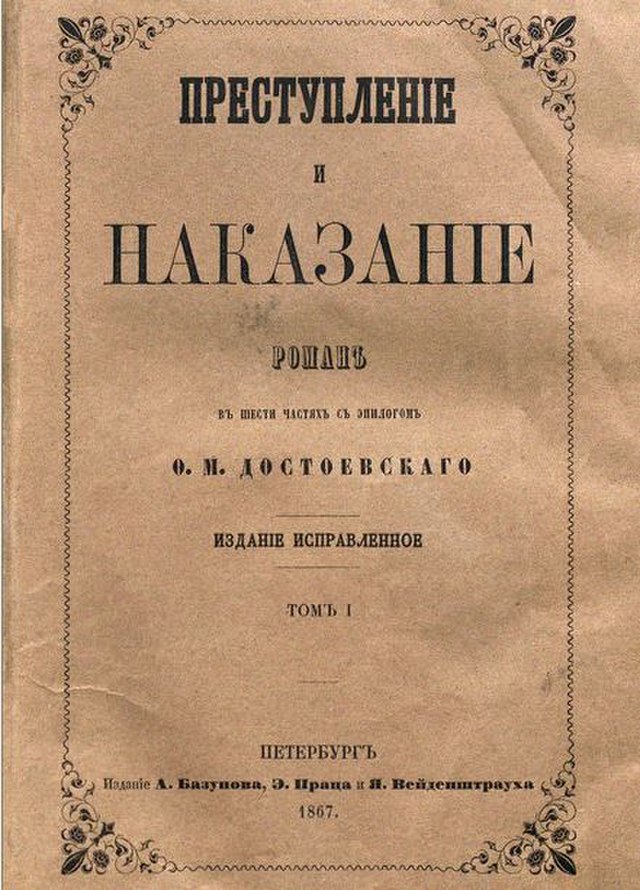 ПРЕСТУПЛЕНІЕ
И
НАКАЗАНІЕ
РОМАНЪ
ВЪ ШЕСТИ ЧАСТЯХЪ СЪ ЭПИЛОГОМЪ
Ѳ. М. ДОСТОЕВСКАГО
ИЗДАНІЕ ИСПРАВЛЕННОЕ
ТОМЪ I
ПЕТЕРБУРГЪ
Изданіе А. Базунова, Э. Праца и Я. Вейденштрауха
1867.